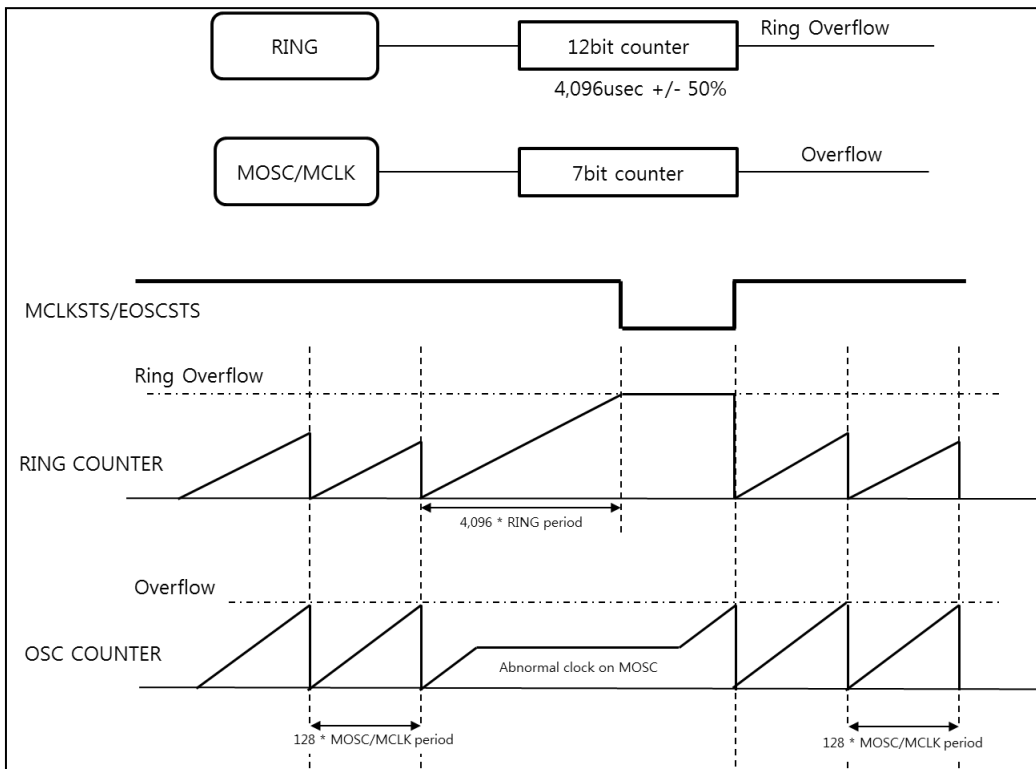 RING
12bit counter
Ring Overflow
4,096usec +/- 50%
MOSC/MCLK
7bit counter
Overflow
MCLKSTS/EOSCSTS
Ring Overflow
RING COUNTER
4,096 * RING period
Overflow
OSC COUNTER
Abnormal clock on MOSC
128 * MOSC/MCLK period
128 * MOSC/MCLK period